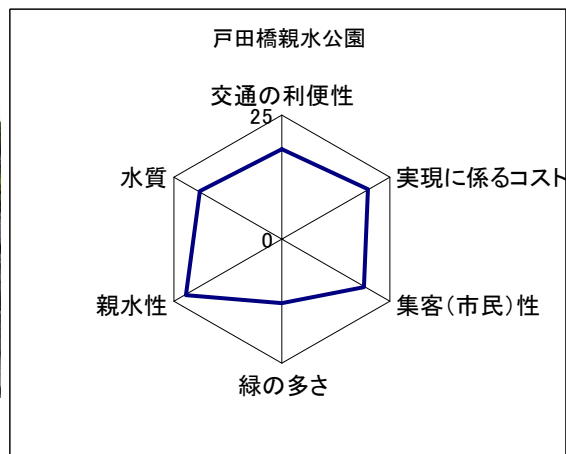 戸田橋親水公園
交通の利便性
25
水質
実現に係るコスト
0
親水性
集客（市民）性
緑の多さ